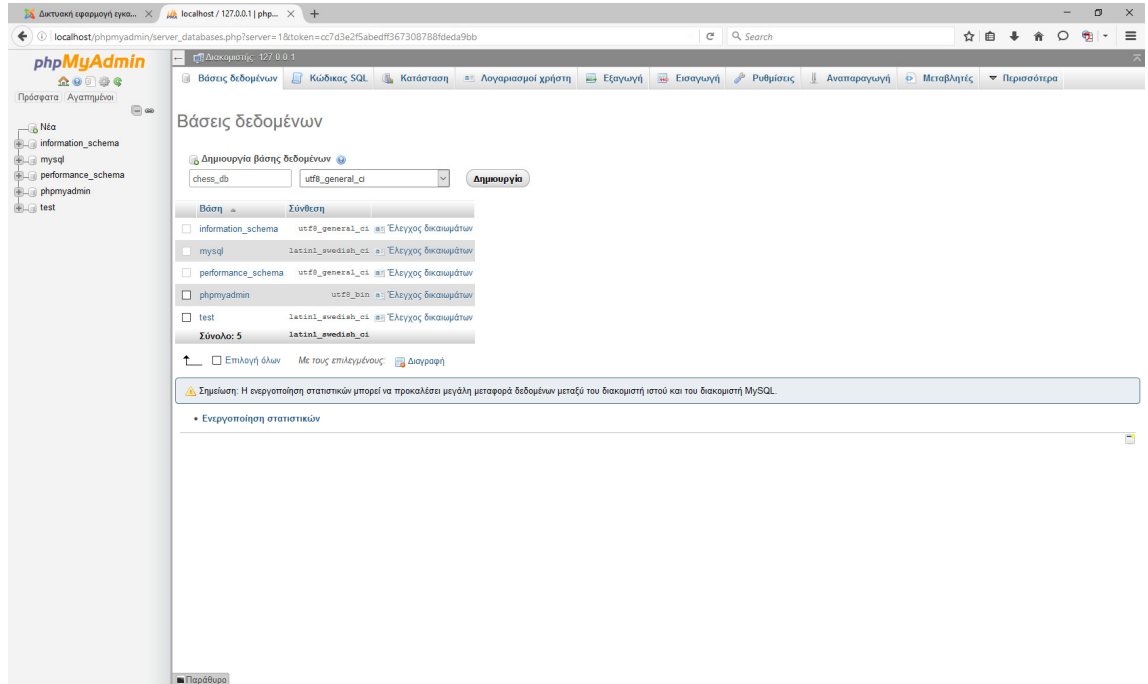 Δικτυακή εφαρμογή εγκα...
localhost / 127.0.0.1 | php...
localhost/phpmyadmin/server_databases.php?server=1&token=cc7d3e2f5abedff367308788fdeda9bb
Search
phpMyAdmin
Πρόσφατα Αγαπημένοι
Νέα
information_schema
mysql
performance_schema
phpmyadmin
test
Διακομιστής: 127.0.0.1
Βάσεις δεδομένων Κώδικας SQL Κατάσταση Λογαριασμοί χρήστη Εξαγωγή Εισαγωγή Ρυθμίσεις Αναπαραγωγή Μεταβλητές Περισσότερα
Βάσεις δεδομένων
Δημιουργία βάσης δεδομένων
chess_db utf8_general_ci Δημιουργία
Βάση Σύνθεση
information_schema utf8_general_ci Έλεγχος δικαιωμάτων
mysql latin1_swedish_ci Έλεγχος δικαιωμάτων
performance_schema utf8_general_ci Έλεγχος δικαιωμάτων
phpmyadmin utf8_bin Έλεγχος δικαιωμάτων
test latin1_swedish_ci Έλεγχος δικαιωμάτων
Σύνολο: 5 latin1_swedish_ci
Επιλογή όλων Με τους επιλεγμένους: Διαγραφή
Σημείωση: Η ενεργοποίηση στατιστικών μπορεί να προκαλέσει μεγάλη μεταφορά δεδομένων μεταξύ του διακομιστή ιστού και του διακομιστή MySQL.
• Ενεργοποίηση στατιστικών
Παράθυρο